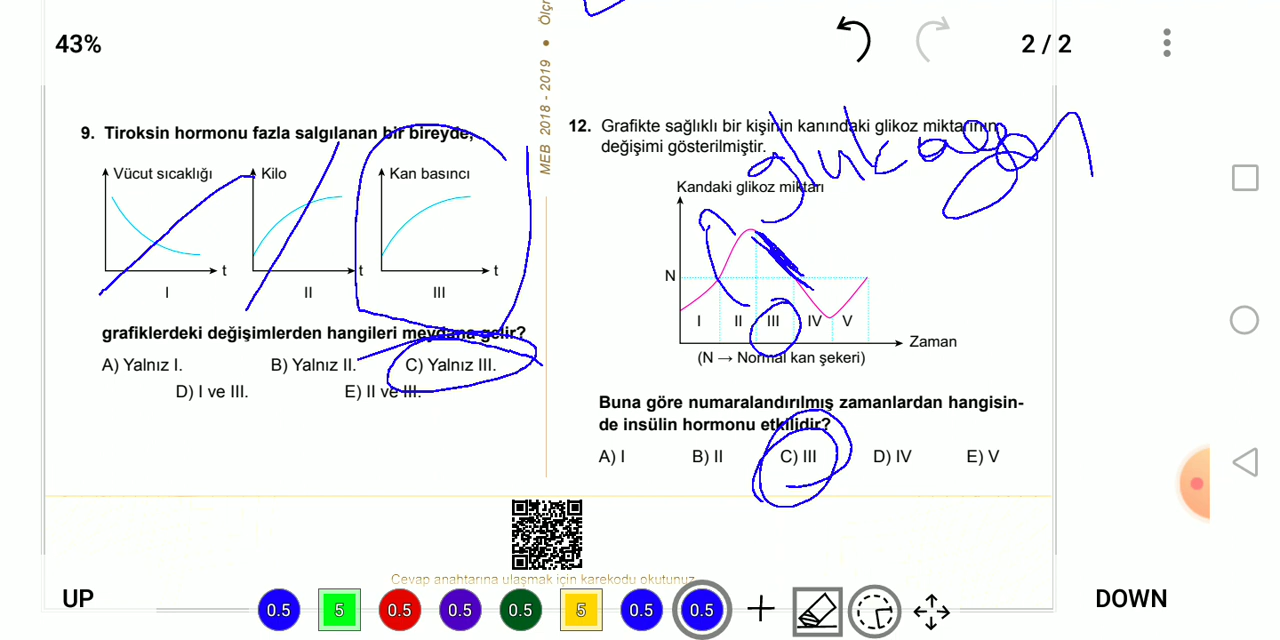 43%
2 / 2
MEB 2018 - 2019 ● Ölç
9. Tiroksin hormonu fazla salgılanan bir bireyde,
Vücut sıcaklığı
t
I
Kilo
t
II
Kan basıncı
t
III
grafiklerdeki değişimlerden hangileri meydana gelir?
A) Yalnız I.
B) Yalnız II.
C) Yalnız III.
D) I ve III.
E) II ve III.
12. Grafikte sağlıklı bir kişinin kanındaki glikoz miktarının
değişimi gösterilmiştir.
glukagon
Kandaki glikoz miktarı
N
I
II
III
IV
V
Zaman
(N → Normal kan şekeri)
Buna göre numaralandırılmış zamanlardan hangisin-
de insülin hormonu etkilidir?
A) I
B) II
C) III
D) IV
E) V
Cevap anahtarına ulaşmak için karekodu okutunuz
UP
0.5
5
0.5
0.5
0.5
5
0.5
0.5
DOWN